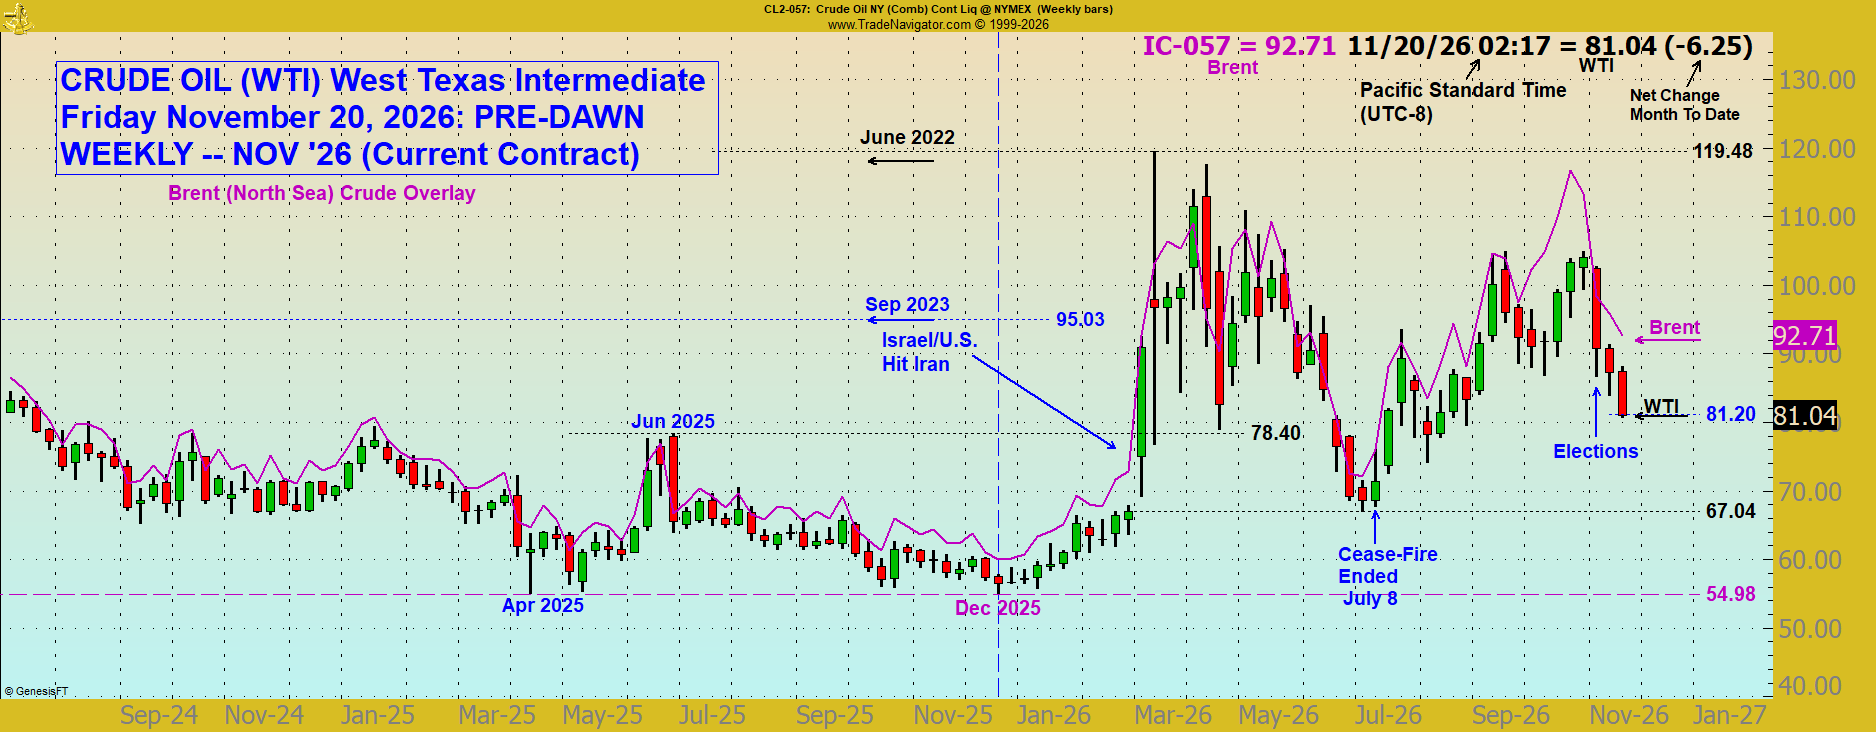 CL2-057: Crude Oil NY (Comb) Cont Liq @ NYMEX (Weekly bars)
www.TradeNavigator.com © 1999-2026
IC-057 = 92.71 11/20/26 02:17 = 81.04 (-6.25)
Brent
WTI
Pacific Standard Time
(UTC-8)
Net Change
Month To Date
CRUDE OIL (WTI) West Texas Intermediate
Friday November 20, 2026: PRE-DAWN
WEEKLY -- NOV '26 (Current Contract)
Brent (North Sea) Crude Overlay
June 2022
119.48
Sep 2023
95.03
Israel/U.S.
Hit Iran
Brent
92.71
WTI
81.20
81.04
Jun 2025
78.40
Elections
67.04
Cease-Fire
Ended
July 8
Apr 2025
Dec 2025
54.98
130.00
120.00
110.00
100.00
90.00
70.00
60.00
50.00
40.00
© GenesisFT
Sep-24 Nov-24 Jan-25 Mar-25 May-25 Jul-25 Sep-25 Nov-25 Jan-26 Mar-26 May-26 Jul-26 Sep-26 Nov-26 Jan-27